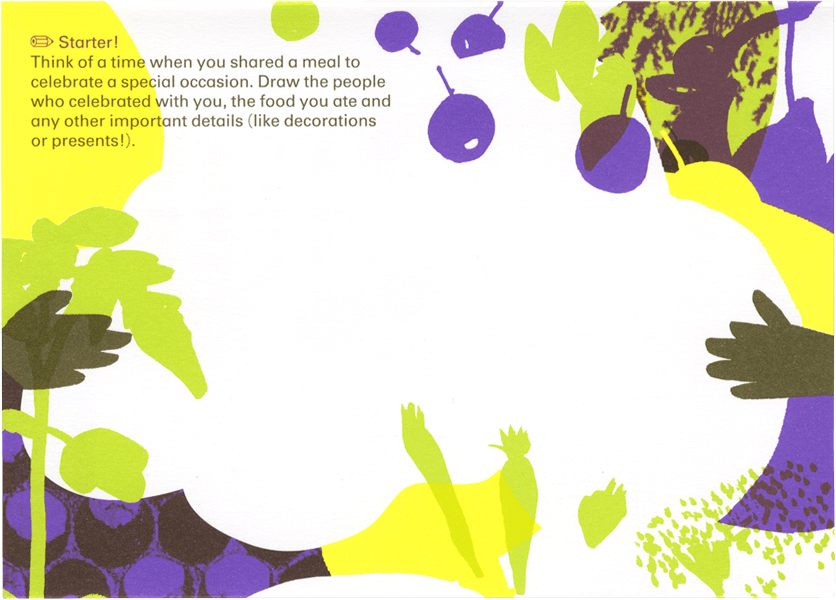 Starter!
Think of a time when you shared a meal to
celebrate a special occasion. Draw the people
who celebrated with you, the food you ate and
any other important details (like decorations
or presents!).